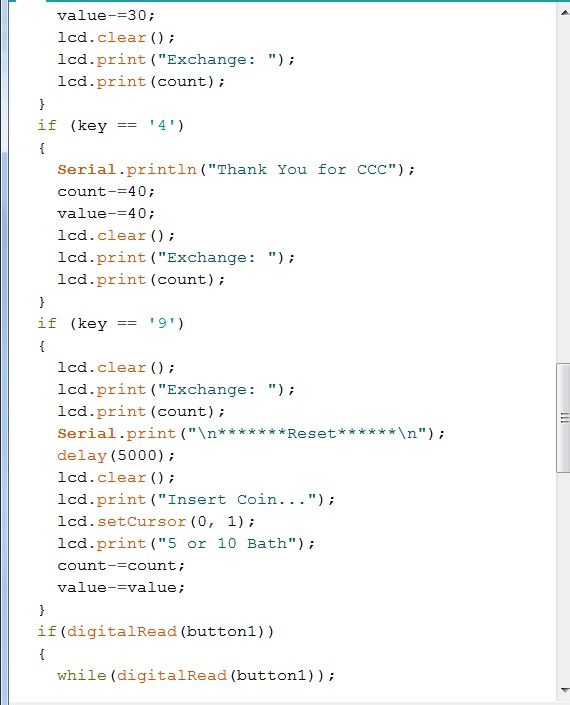 value-=30;
lcd.clear();
lcd.print("Exchange: ");
lcd.print(count);
}
if (key == '4')
{
Serial.println("Thank You for CCC");
count-=40;
value-=40;
lcd.clear();
lcd.print("Exchange: ");
lcd.print(count);
}
if (key == '9')
{
lcd.clear();
lcd.print("Exchange: ");
lcd.print(count);
Serial.print("\n*******Reset******\n");
delay(5000);
lcd.clear();
lcd.print("Insert Coin...");
lcd.setCursor(0, 1);
lcd.print("5 or 10 Bath");
count-=count;
value-=value;
}
if(digitalRead(button1))
{
while(digitalRead(button1));